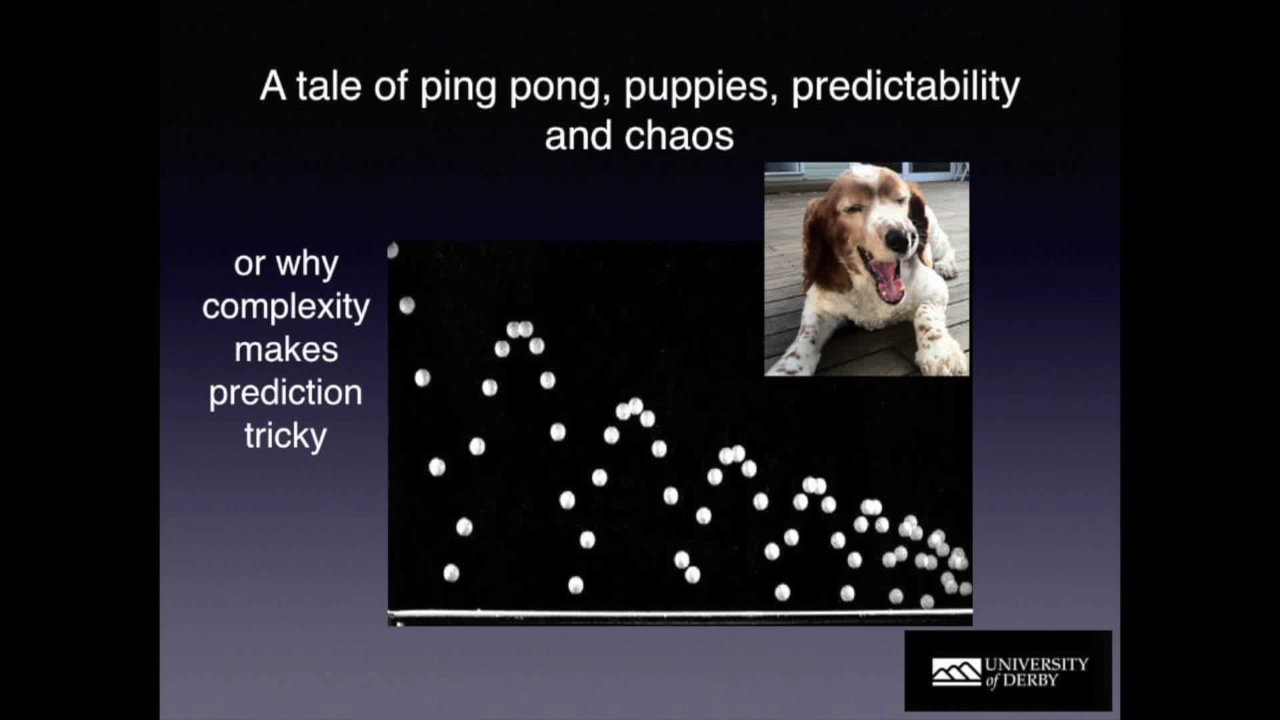 A tale of ping pong, puppies, predictability
and chaos
or why
complexity
makes
prediction
tricky
UNIVERSITY
of DERBY